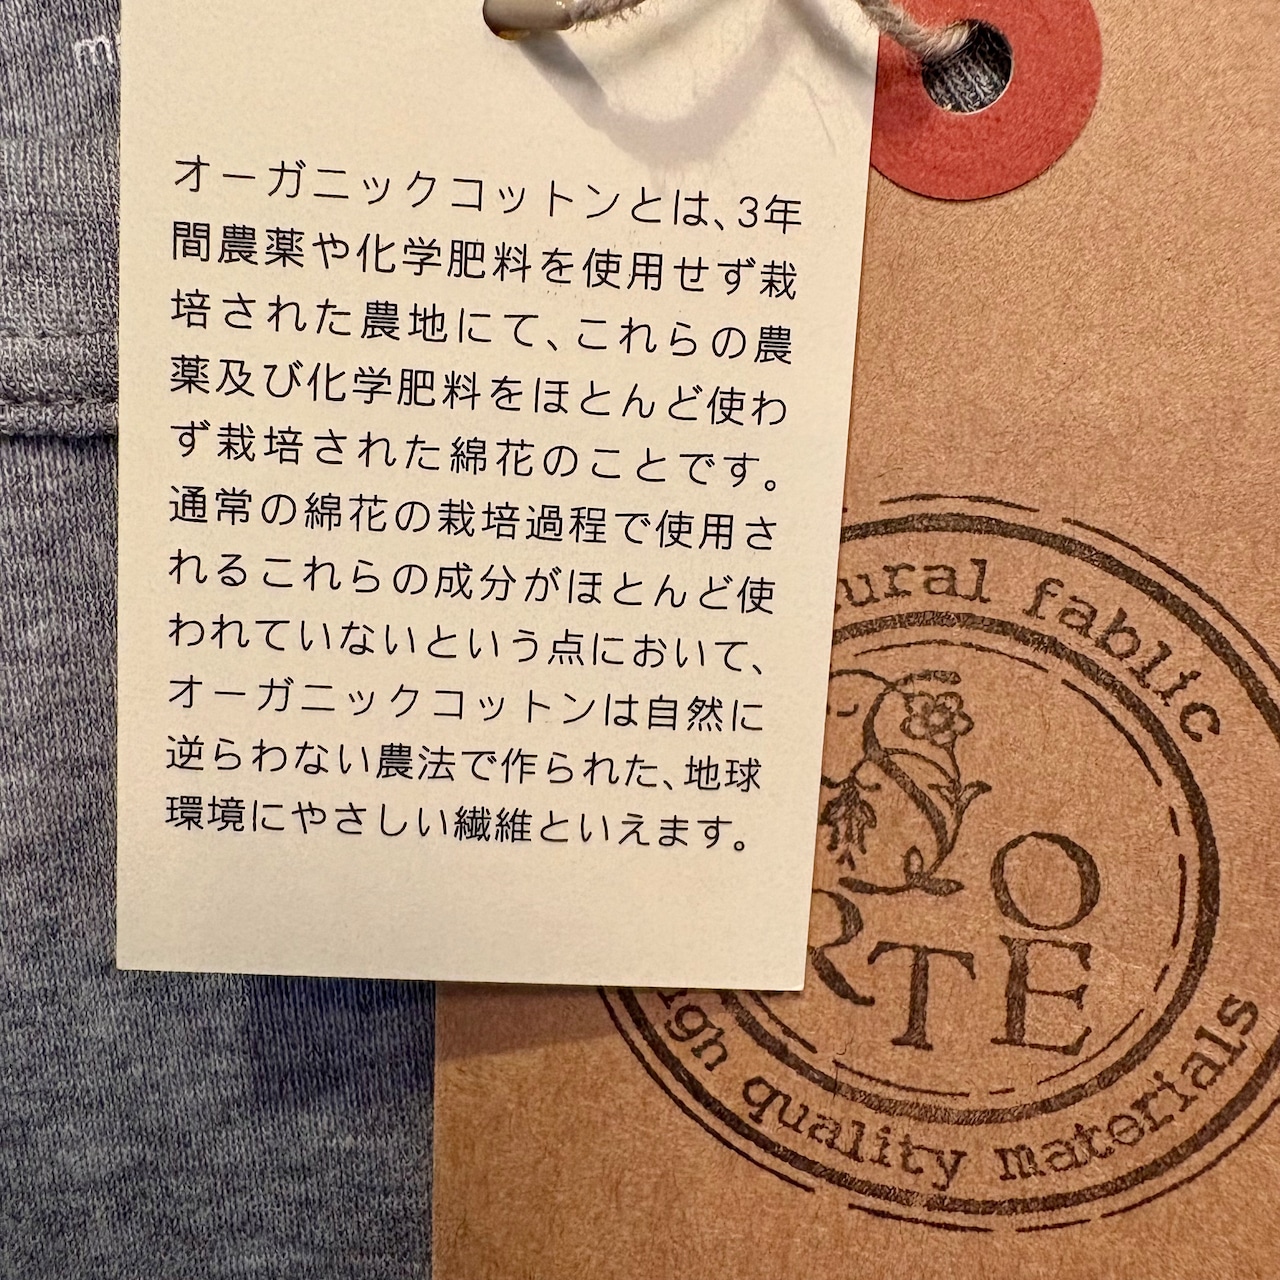 オーガニックコットンとは、3年
間農薬や化学肥料を使用せず栽
培された農地にて、これらの農
薬及び化学肥料をほとんど使わ
ず栽培された綿花のことです。
通常の綿花の栽培過程で使用さ
れるこれらの成分がほとんど使
われていないという点において、
オーガニックコットンは自然に
逆らわない農法で作られた、地球
環境にやさしい繊維といえます。
fablic
O
RTE
quality materials